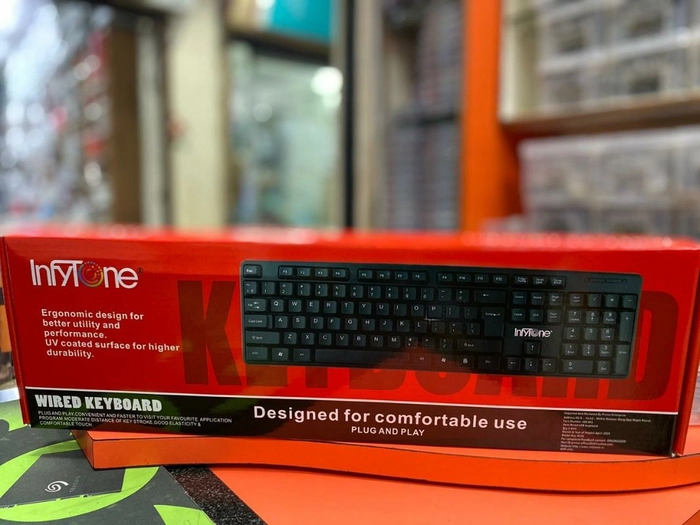 InfyTone
Ergonomic design for
better utility and
performance.
UV coated surface for higher
durability.
KEYBOARD
InfyTone
WIRED KEYBOARD
PLUG AND PLAY, CONVENIENT AND FASTER TO VISIT YOUR FAVOURITE APPLICATION
PROGRAM MODERATE DISTANCE OF KEY STROKE, GOOD ELASTICITY &
COMFORTABLE TOUCH
Designed for comfortable use
PLUG AND PLAY